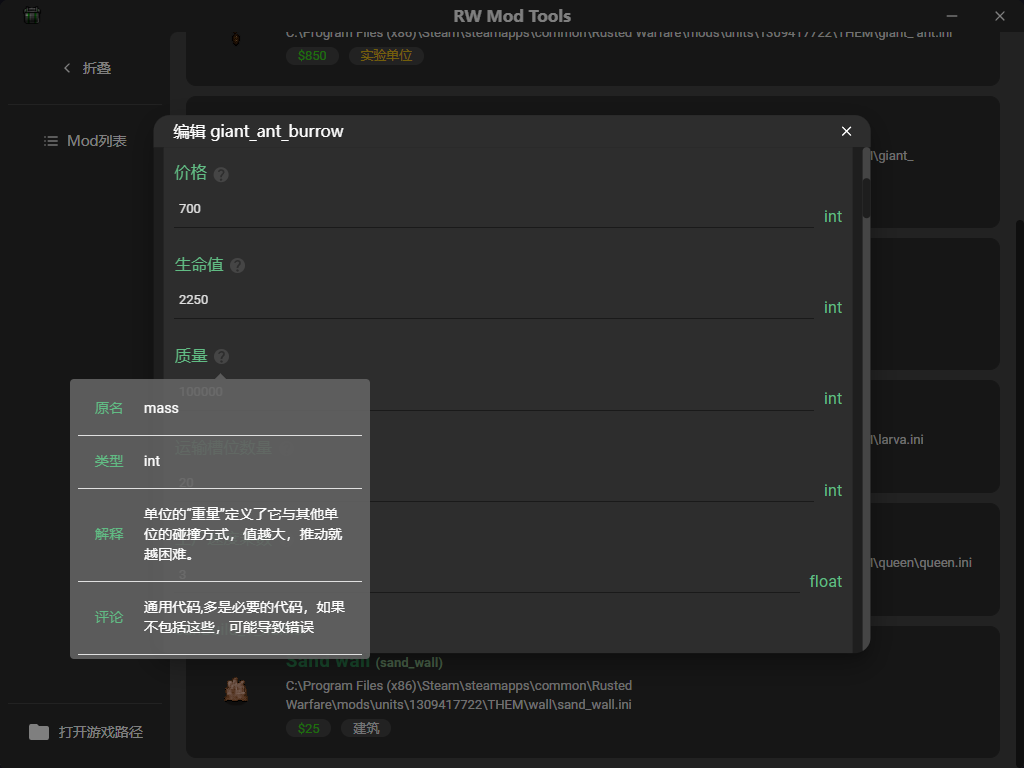 RW Mod Tools
折叠
Mod列表
C:\Program Files (x86)\Steam\steamapps\common\Rusted Warfare\mods\units\1309417722\THEM\giant_ ant.ini
$850
实验单位
编辑 giant_ant_burrow
\giant_
价格
700
int
生命值
2250
int
质量
100000
int
原名
mass
运输槽位数量
\larva.ini
类型
int
20
int
解释
单位的“重量”定义了它与其他单
位的碰撞方式，值越大，推动就
越困难。
\queen\queen.ini
3
float
评论
通用代码,多是必要的代码，如果
不包括这些，可能导致错误
Sand wall (sand_wall)
C:\Program Files (x86)\Steam\steamapps\common\Rusted
Warfare\mods\units\1309417722\THEM\wall\sand_wall.ini
$25
建筑
打开游戏路径